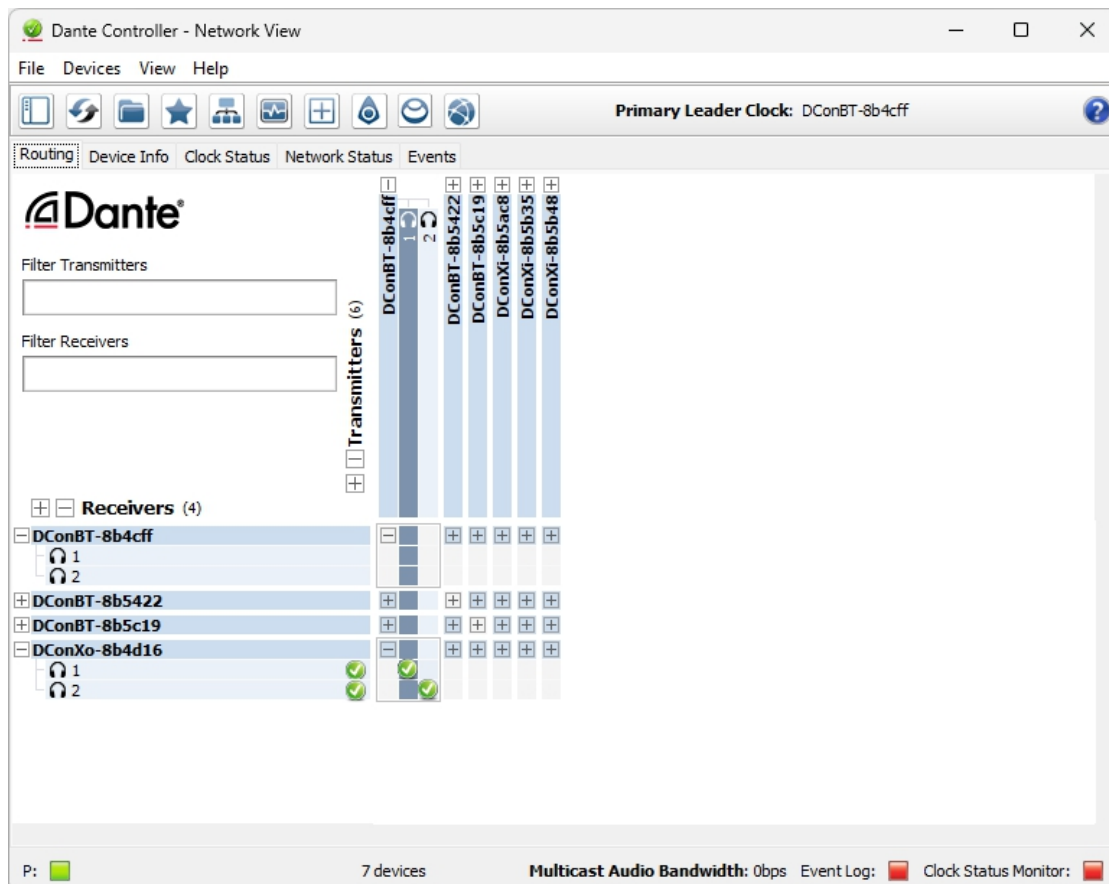 Dante Controller - Network View
File Devices View Help
Primary Leader Clock: DConBT-8b4cff
Routing Device Info Clock Status Network Status Events
Dante®
Filter Transmitters
Filter Receivers
Transmitters (6)
DConBT-8b4cff
1
2
DConBT-8b5422
DConBT-8b5c19
DConXi-8b5ac8
DConXi-8b5b35
DConXi-8b5b48
Receivers (4)
DConBT-8b4cff
1
2
DConBT-8b5422
DConBT-8b5c19
DConXo-8b4d16
1
2
P: 7 devices Multicast Audio Bandwidth: 0bps Event Log: Clock Status Monitor: